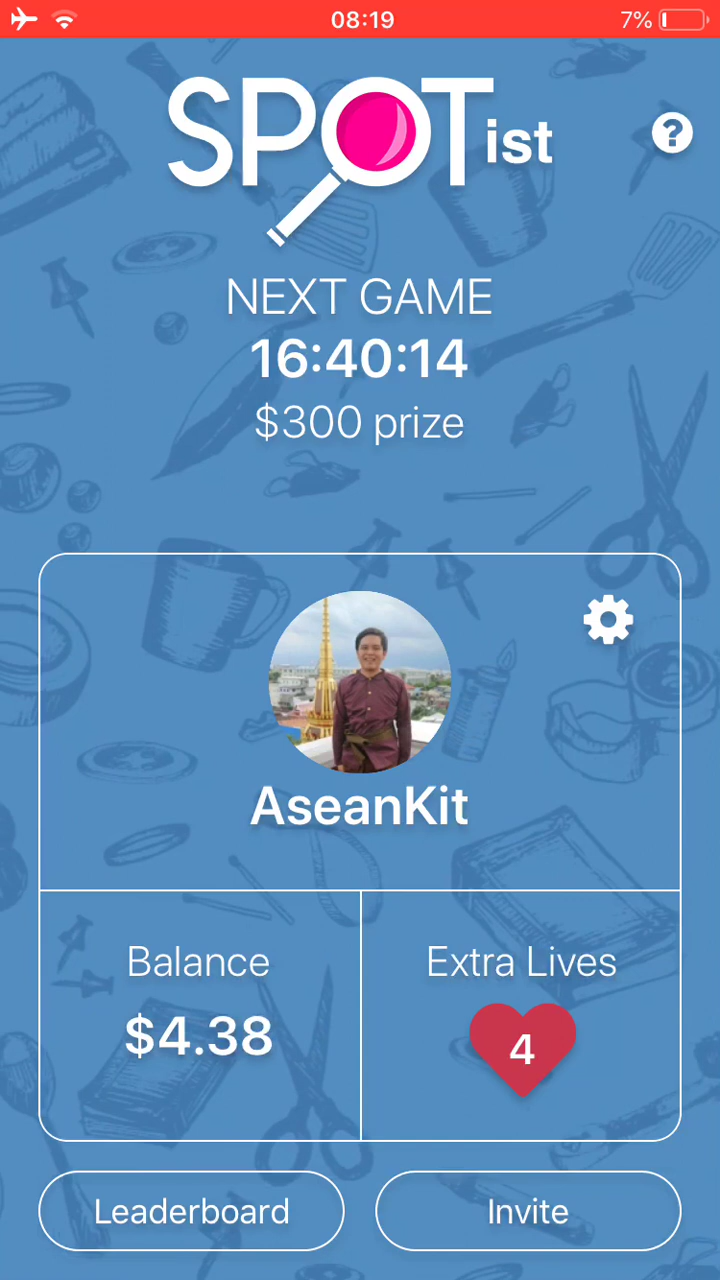 08:19
7%
SPOTist
?
NEXT GAME
16:40:14
$300 prize
AseanKit
Balance
Extra Lives
$4.38
4
Leaderboard
Invite